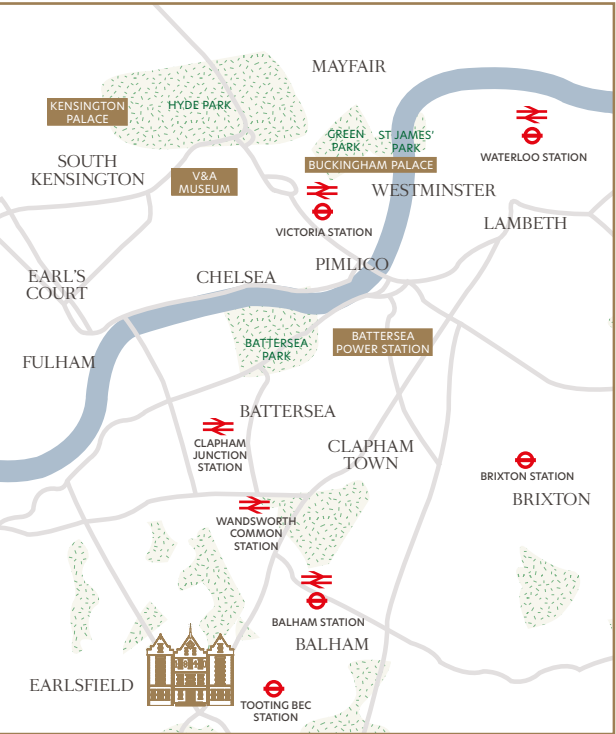 MAYFAIR
KENSINGTON
PALACE
HYDE PARK
GREEN
PARK
ST JAMES'
PARK
WATERLOO STATION
SOUTH
KENSINGTON
V&A
MUSEUM
BUCKINGHAM PALACE
WESTMINSTER
VICTORIA STATION
LAMBETH
EARL'S
COURT
CHELSEA
PIMLICO
FULHAM
BATTERSEA
PARK
BATTERSEA
POWER STATION
BATTERSEA
CLAPHAM
JUNCTION
STATION
CLAPHAM
TOWN
BRIXTON STATION
BRIXTON
WANDSWORTH
COMMON
STATION
BALHAM STATION
BALHAM
EARLSFIELD
TOOTING BEC
STATION